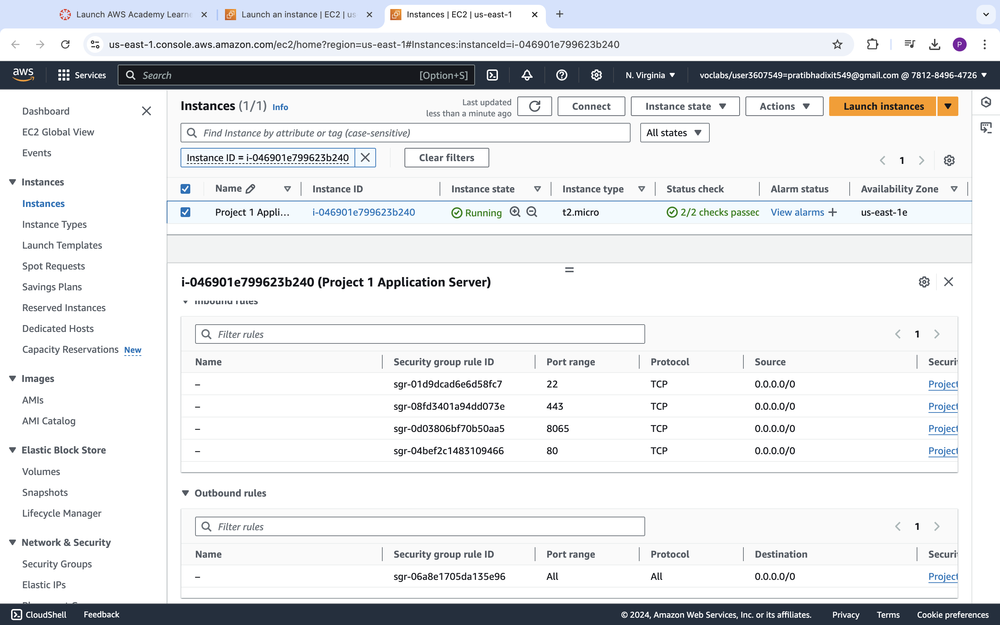 Launch AWS Academy Learne
Launch an instance | EC2 | us
Instances | EC2 | us-east-1
us-east-1.console.aws.amazon.com/ec2/home?region=us-east-1#Instances:instanceId=i-046901e799623b240
P
aws
Services
Search
[Option+S]
N. Virginia
voclabs/user3607549=pratibhadixit549@gmail.com @ 7812-8496-4726
Dashboard
EC2 Global View
Events
Instances
Instances
Instance Types
Launch Templates
Spot Requests
Savings Plans
Reserved Instances
Dedicated Hosts
Capacity Reservations New
Images
AMIs
AMI Catalog
Elastic Block Store
Volumes
Snapshots
Lifecycle Manager
Network & Security
Security Groups
Elastic IPs
Instances (1/1) Info
Last updated
less than a minute ago
Connect
Instance state
Actions
Launch instances
Find Instance by attribute or tag (case-sensitive)
All states
Instance ID = i-046901e799623b240
Clear filters
1
Name Instance ID Instance state Instance type Status check Alarm status Availability Zone
Project 1 Appli... i-046901e799623b240 Running t2.micro 2/2 checks passed View alarms + us-east-1e
i-046901e799623b240 (Project 1 Application Server)
Inbound rules
Filter rules
1
Name Security group rule ID Port range Protocol Source Securit
– sgr-01d9dcad6e6d58fc7 22 TCP 0.0.0.0/0 Project
– sgr-08fd3401a94dd073e 443 TCP 0.0.0.0/0 Project
– sgr-0d03806bf70b50aa5 8065 TCP 0.0.0.0/0 Project
– sgr-04bef2c1483109466 80 TCP 0.0.0.0/0 Project
Outbound rules
Filter rules
1
Name Security group rule ID Port range Protocol Destination Securit
– sgr-06a8e1705da135e96 All All 0.0.0.0/0 Project
CloudShell
Feedback
© 2024, Amazon Web Services, Inc. or its affiliates.
Privacy
Terms
Cookie preferences